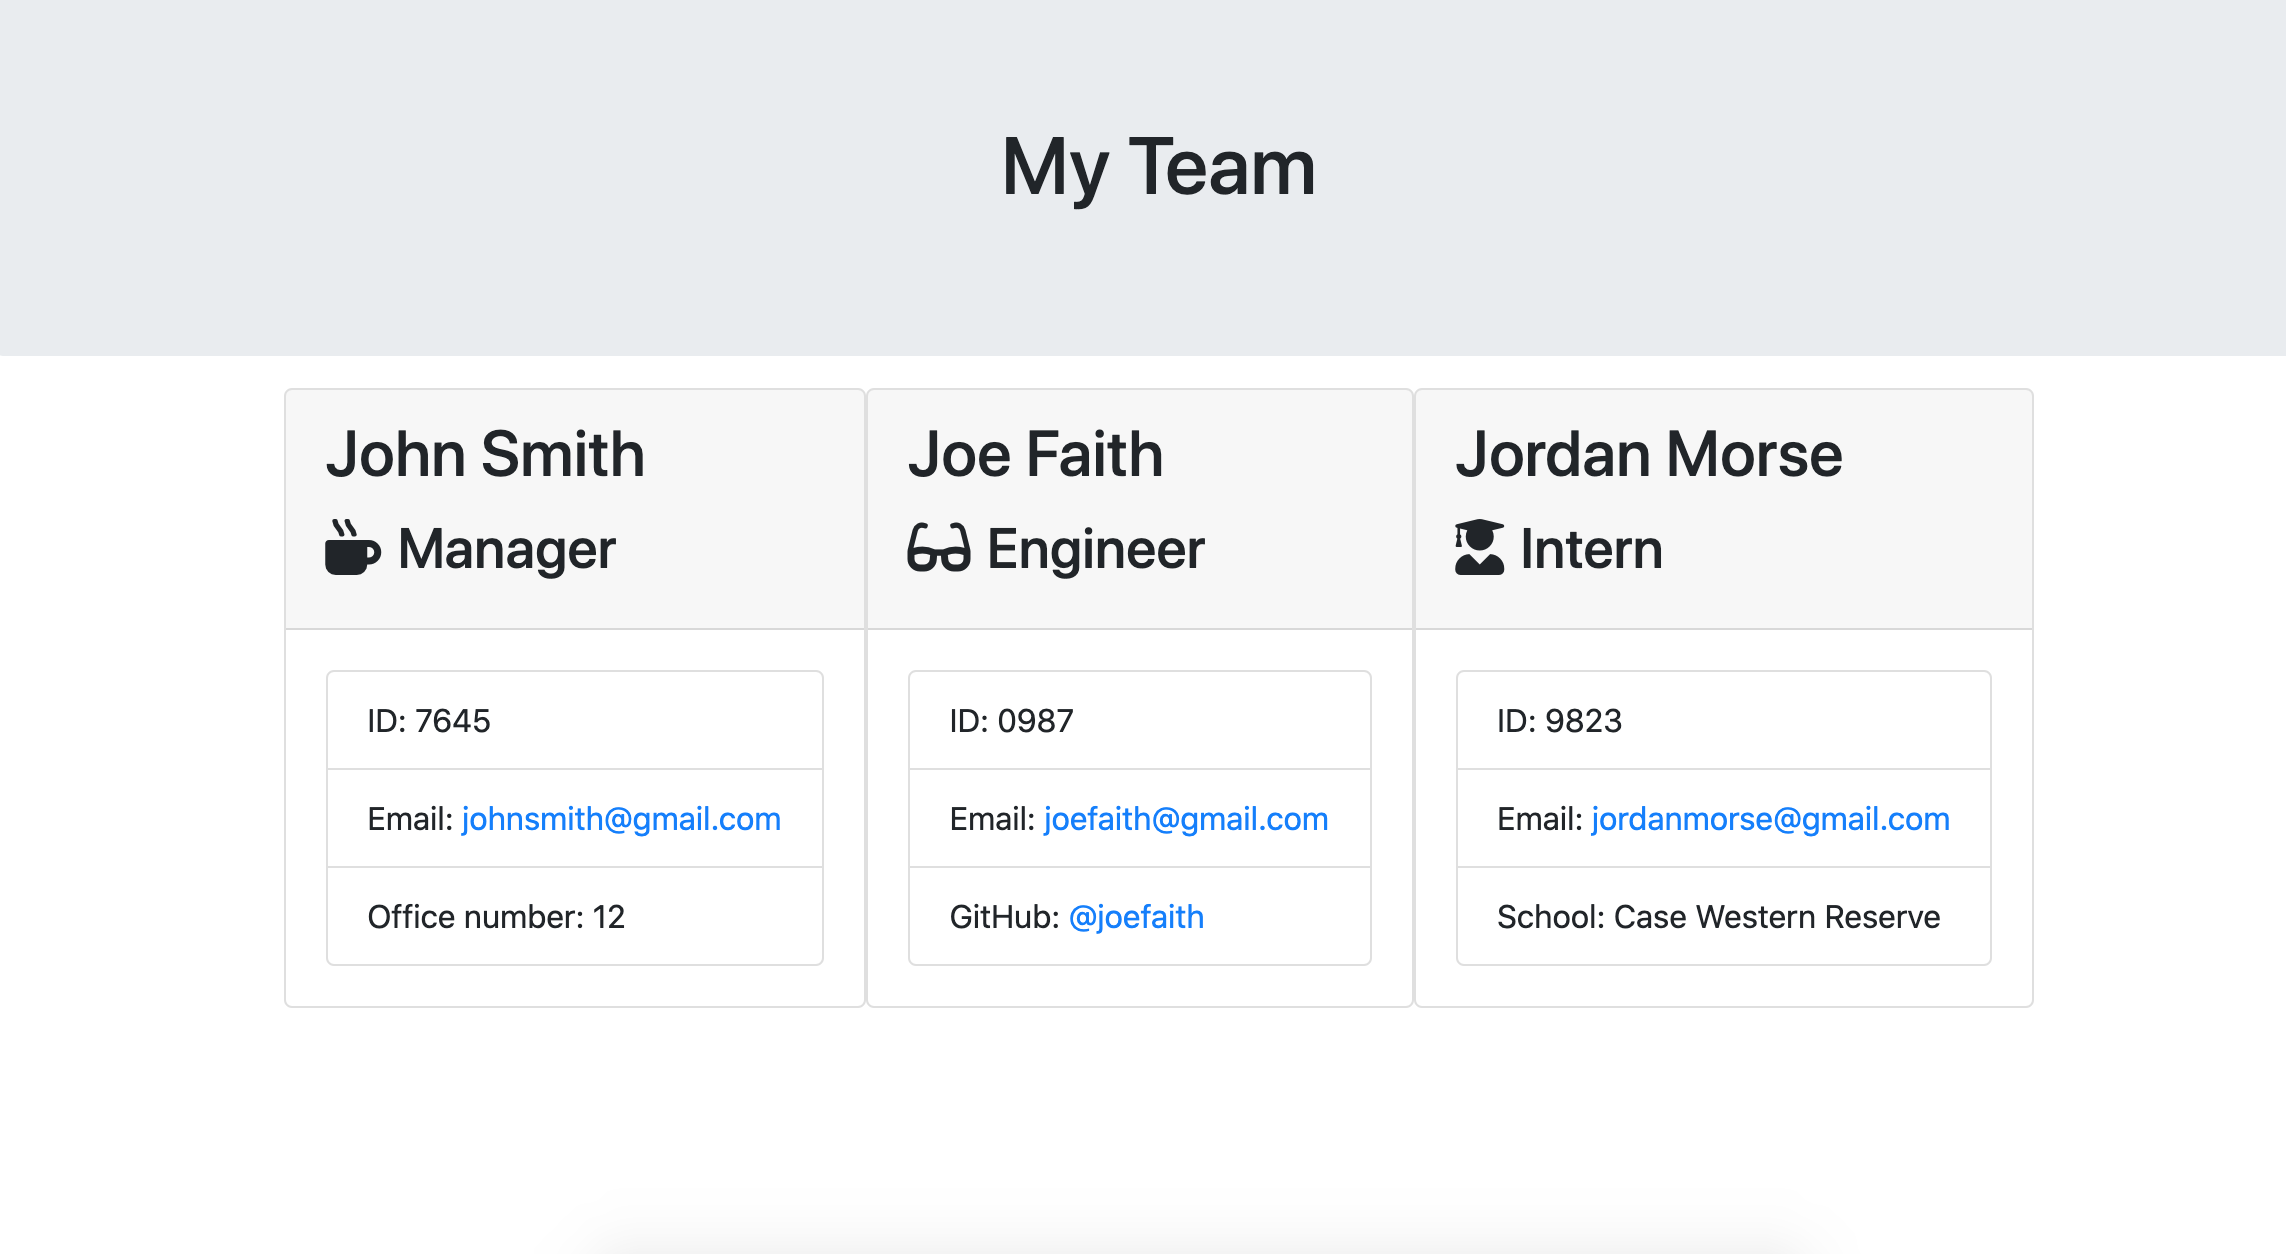 My Team
John Smith
Manager
ID: 7645
Email: johnsmith@gmail.com
Office number: 12
Joe Faith
Engineer
ID: 0987
Email: joefaith@gmail.com
GitHub: @joefaith
Jordan Morse
Intern
ID: 9823
Email: jordanmorse@gmail.com
School: Case Western Reserve